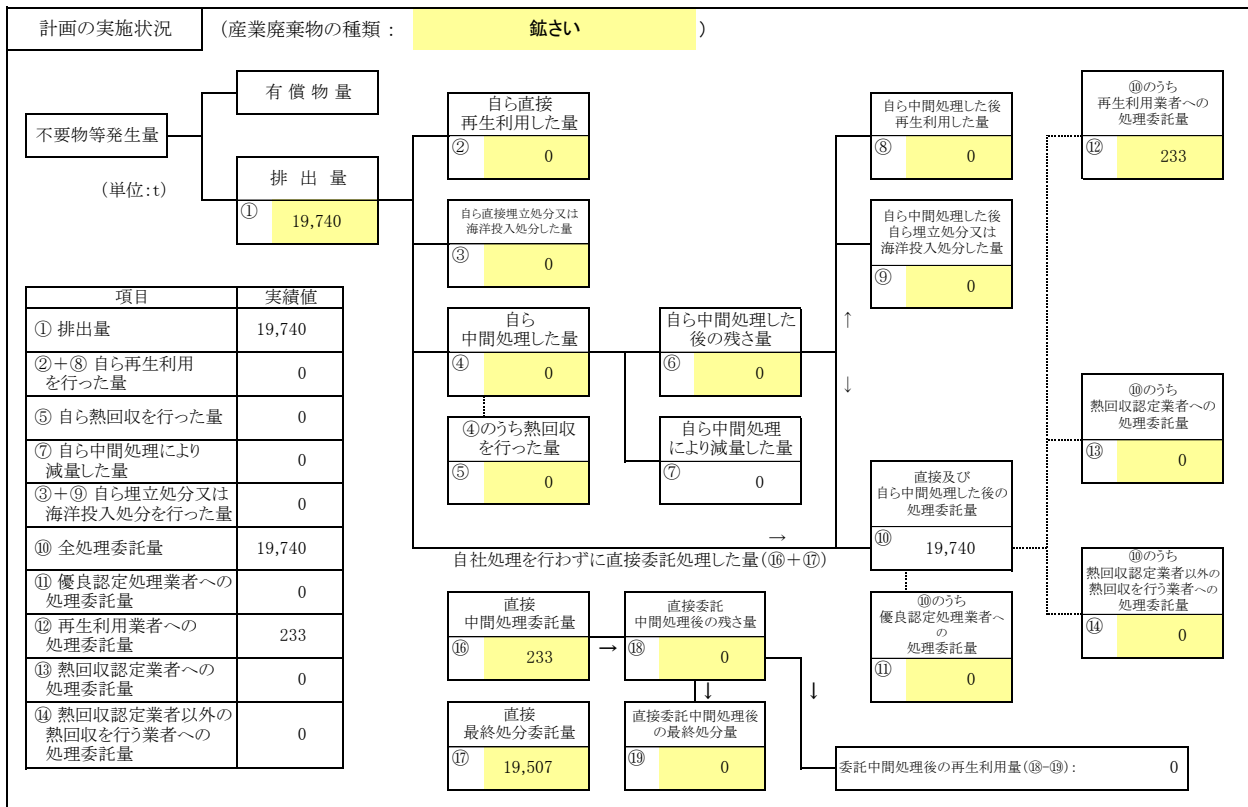 計画の実施状況 (産業廃棄物の種類： 鉱さい )
有 償 物 量
不要物等発生量
(単位:t)
排 出 量
① 19,740
自ら直接
再生利用した量
② 0
自ら直接埋立処分又は
海洋投入処分した量
③ 0
自ら
中間処理した量
④ 0
④のうち熱回収
を行った量
⑤ 0
自ら中間処理した
後の残さ量
⑥ 0
自ら中間処理
により減量した量
⑦ 0
自ら中間処理した後
再生利用した量
⑧ 0
自ら中間処理した後
自ら埋立処分又は
海洋投入処分した量
⑨ 0
↑
↓
直接及び
自ら中間処理した後の
処理委託量
⑩ 19,740
⑩のうち
優良認定処理業者へ
の
処理委託量
⑪ 0
⑩のうち
再生利用業者への
処理委託量
⑫ 233
⑩のうち
熱回収認定業者への
処理委託量
⑬ 0
⑩のうち
熱回収認定業者以外の
熱回収を行う業者への
処理委託量
⑭ 0
→
自社処理を行わずに直接委託処理した量(⑯＋⑰)
直接
中間処理委託量
⑯ 233
→
直接委託
中間処理後の残さ量
⑱ 0
↓
↓
直接
最終処分委託量
⑰ 19,507
直接委託中間処理後
の最終処分量
⑲ 0
委託中間処理後の再生利用量(⑱-⑲)： 0
項目 実績値
① 排出量 19,740
②＋⑧ 自ら再生利用
を行った量 0
⑤ 自ら熱回収を行った量 0
⑦ 自ら中間処理により
減量した量 0
③＋⑨ 自ら埋立処分又は
海洋投入処分を行った量 0
⑩ 全処理委託量 19,740
⑪ 優良認定処理業者への
処理委託量 0
⑫ 再生利用業者への
処理委託量 233
⑬ 熱回収認定業者への
処理委託量 0
⑭ 熱回収認定業者以外の
熱回収を行う業者への
処理委託量 0